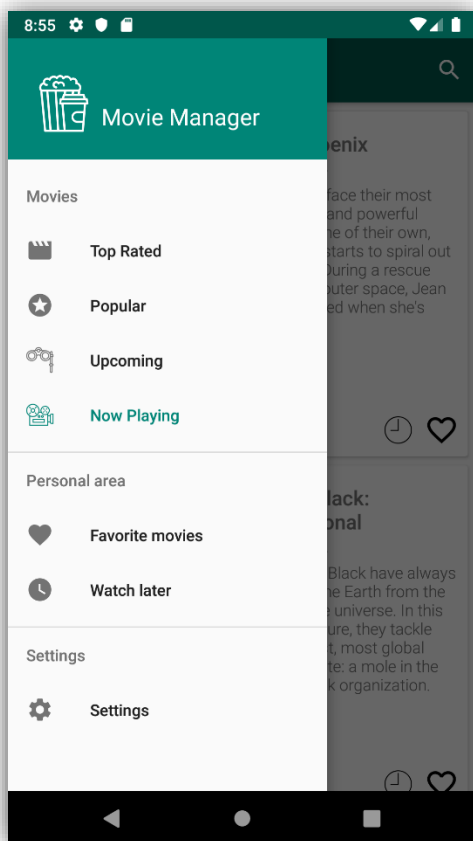 8:55
Movie Manager
Movies
Top Rated
Popular
Upcoming
Now Playing
Personal area
Favorite movies
Watch later
Settings
Settings
face their most
and powerful
of their own,
starts to spiral out
During a rescue
outer space, Jean
ed when she's
onal
Black have always
he Earth from the
universe. In this
ure, they tackle
most global
te: a mole in the
k organization.